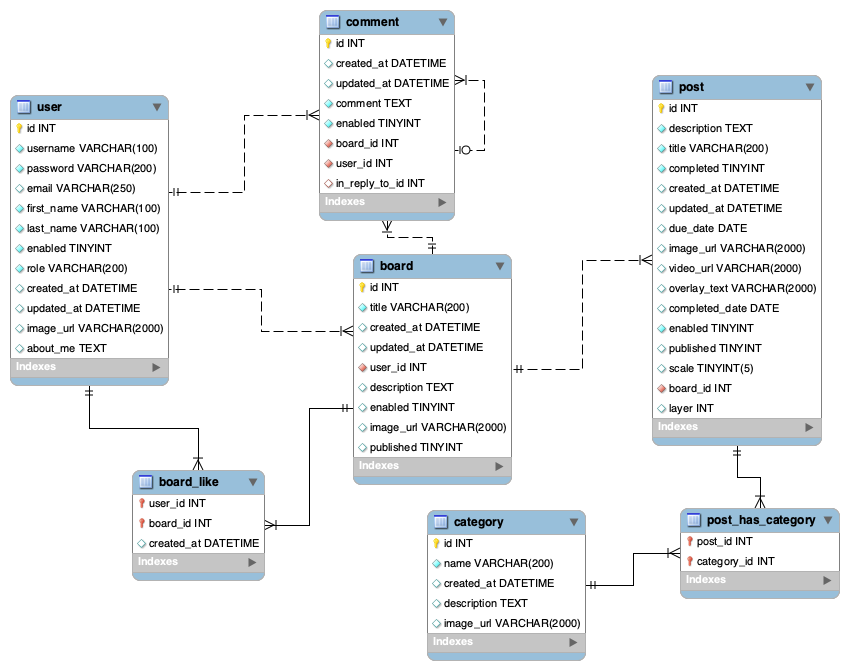 comment
id INT
created_at DATETIME
updated_at DATETIME
comment TEXT
enabled TINYINT
board_id INT
user_id INT
in_reply_to_id INT
Indexes
user
id INT
username VARCHAR(100)
password VARCHAR(200)
email VARCHAR(250)
first_name VARCHAR(100)
last_name VARCHAR(100)
enabled TINYINT
role VARCHAR(200)
created_at DATETIME
updated_at DATETIME
image_url VARCHAR(2000)
about_me TEXT
Indexes
post
id INT
description TEXT
title VARCHAR(200)
completed TINYINT
created_at DATETIME
updated_at DATETIME
due_date DATE
image_url VARCHAR(2000)
video_url VARCHAR(2000)
overlay_text VARCHAR(2000)
completed_date DATE
enabled TINYINT
published TINYINT
scale TINYINT(5)
board_id INT
layer INT
Indexes
board
id INT
title VARCHAR(200)
created_at DATETIME
updated_at DATETIME
user_id INT
description TEXT
enabled TINYINT
image_url VARCHAR(2000)
published TINYINT
Indexes
board_like
user_id INT
board_id INT
created_at DATETIME
Indexes
category
id INT
name VARCHAR(200)
created_at DATETIME
description TEXT
image_url VARCHAR(2000)
Indexes
post_has_category
post_id INT
category_id INT
Indexes